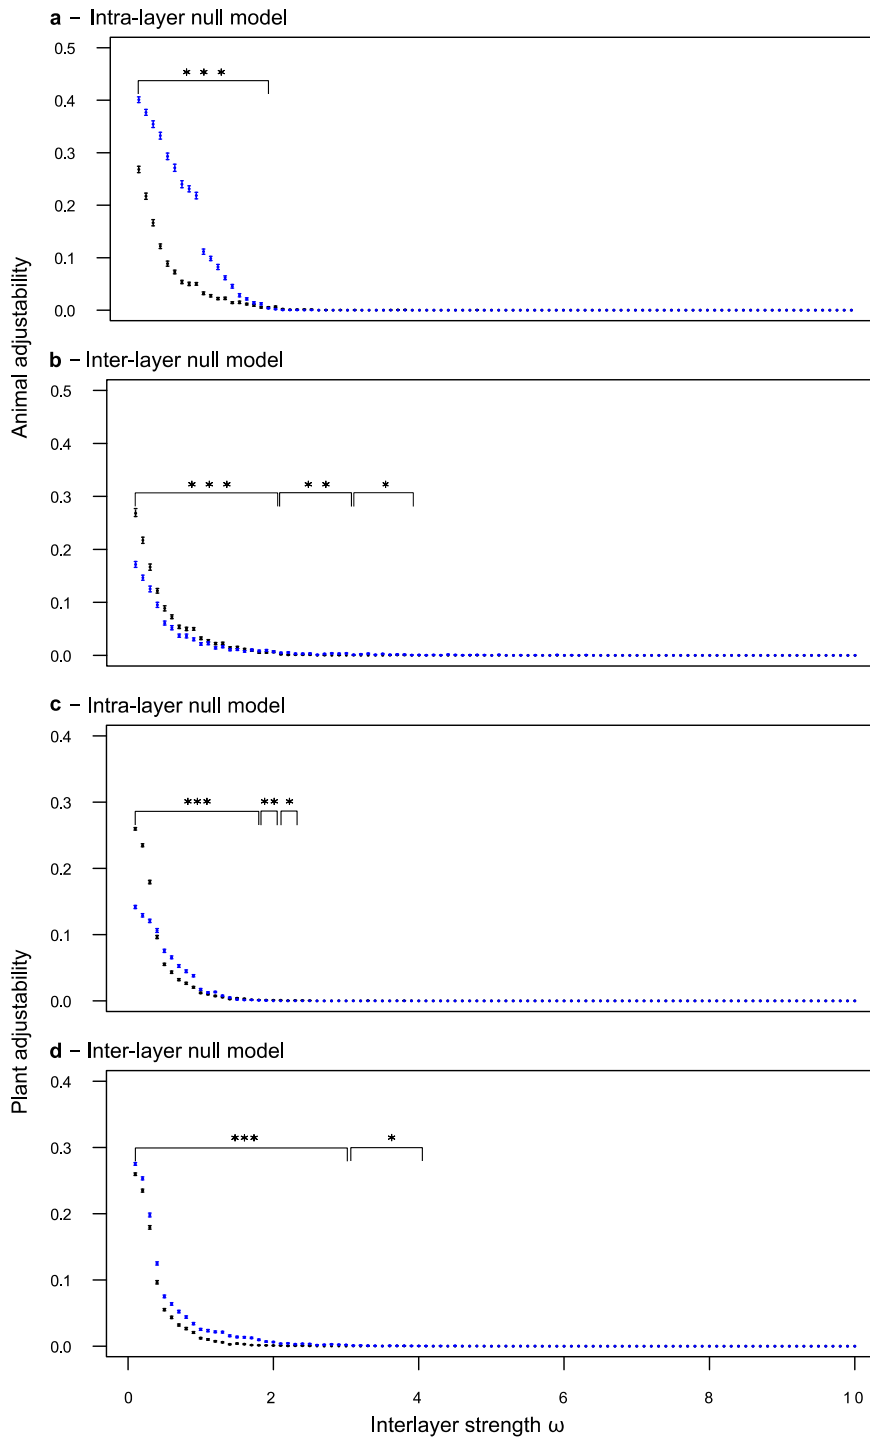 a – Intra-layer null model
0.5
* * *
0.4
0.3
0.2
0.1
0.0
Animal adjustability
b – Inter-layer null model
0.5
0.4
0.3
* * * * * *
0.2
0.1
0.0
c – Intra-layer null model
0.4
0.3
*** ** *
0.2
0.1
0.0
Plant adjustability
d – Inter-layer null model
0.4
0.3
*** *
0.2
0.1
0.0
0 2 4 6 8 10
Interlayer strength ω